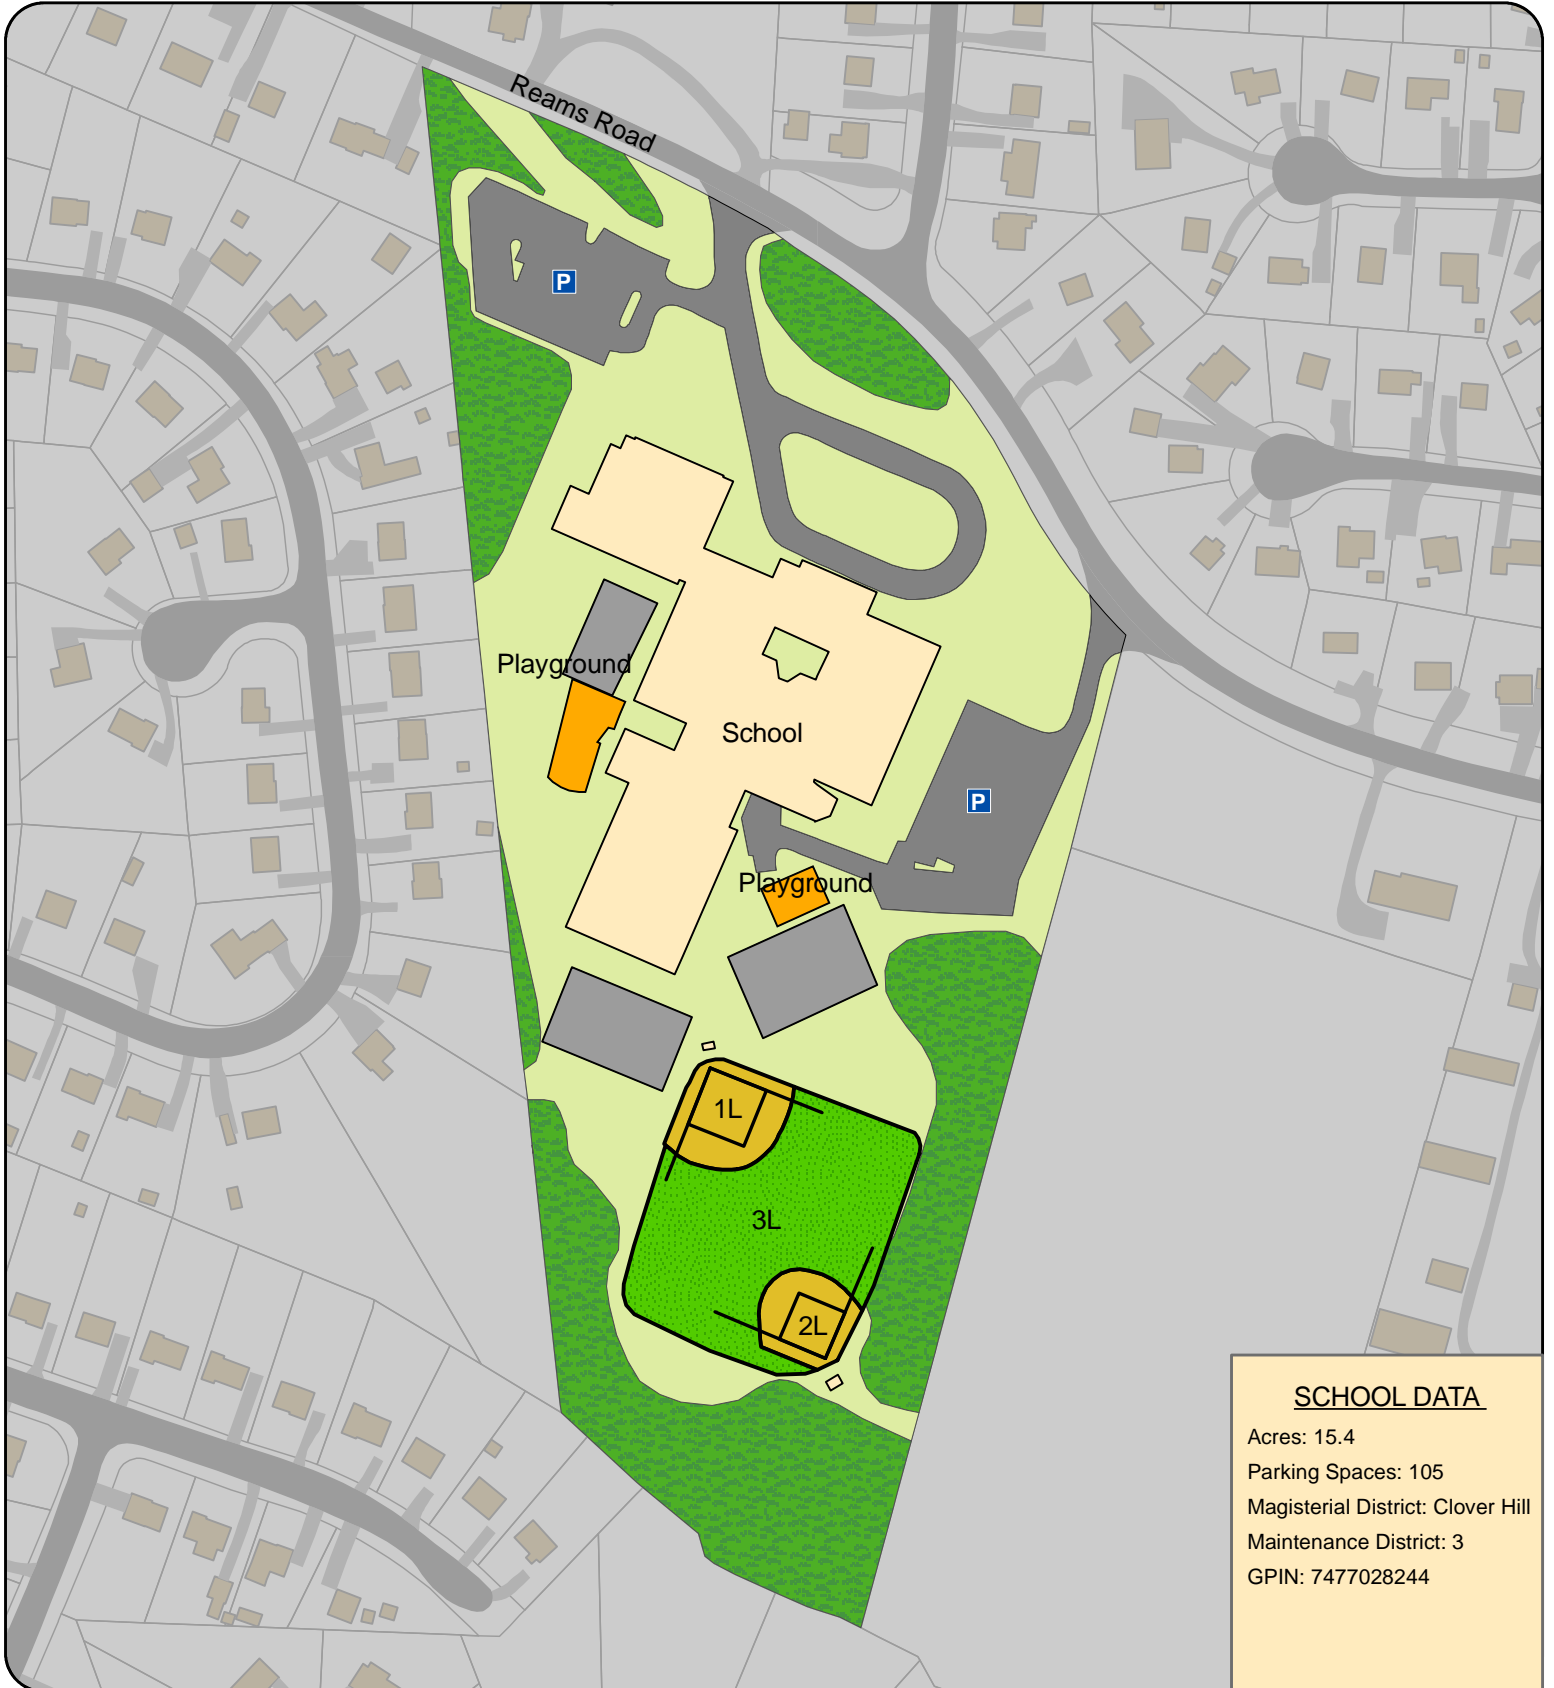 Reams Road
P
Playground
School
P
Playground
1L
3L
2L
SCHOOL DATA
Acres: 15.4
Parking Spaces: 105
Magisterial District: Clover Hill
Maintenance District: 3
GPIN: 7477028244